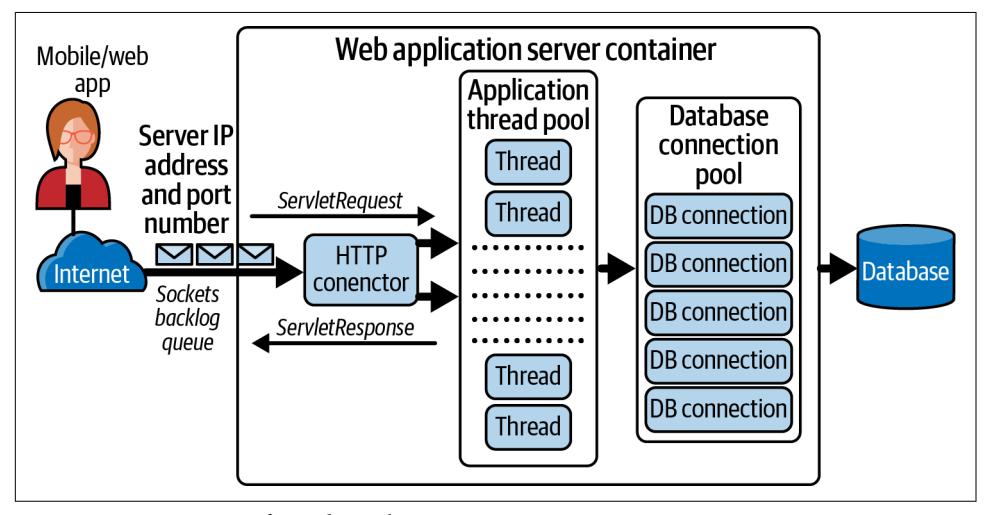 Web application server container
Mobile/web
app
Server IP
address
and port
number
Internet
Sockets
backlog
queue
ServletRequest
HTTP
conenctor
ServletResponse
Application
thread pool
Thread
Thread
Thread
Thread
Database
connection
pool
DB connection
DB connection
DB connection
DB connection
DB connection
Database